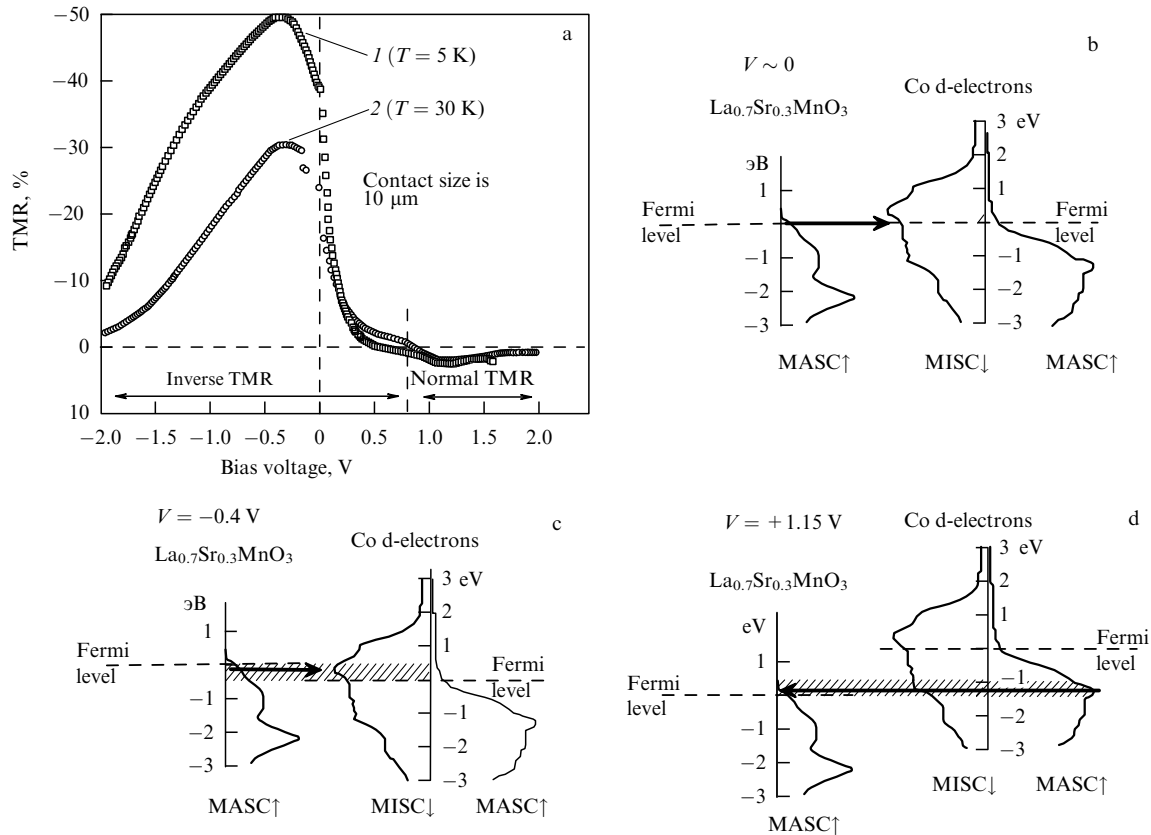 −50
−40
−30
−20
−10
0
10
TMR, %
a
1 (T = 5 K)
2 (T = 30 K)
Contact size is
10 μm
Inverse TMR
Normal TMR
−2.0 −1.5 −1.0 −0.5 0 0.5 1.0 1.5 2.0
Bias voltage, V
b
V ∼ 0
La0.7Sr0.3MnO3
Co d-electrons
эВ
1
−1
−2
−3
3 eV
2
1
−1
−2
−3
Fermi
level
Fermi
level
MASC↑
MISC↓
MASC↑
c
V = −0.4 V
La0.7Sr0.3MnO3
Co d-electrons
эВ
1
−1
−2
−3
3 eV
2
1
−1
−2
−3
Fermi
level
Fermi
level
MASC↑
MISC↓
MASC↑
d
V = +1.15 V
La0.7Sr0.3MnO3
Co d-electrons
eV
1
−1
−2
−3
3 eV
2
1
−1
−2
−3
Fermi
level
Fermi
level
MASC↑
MISC↓
MASC↑